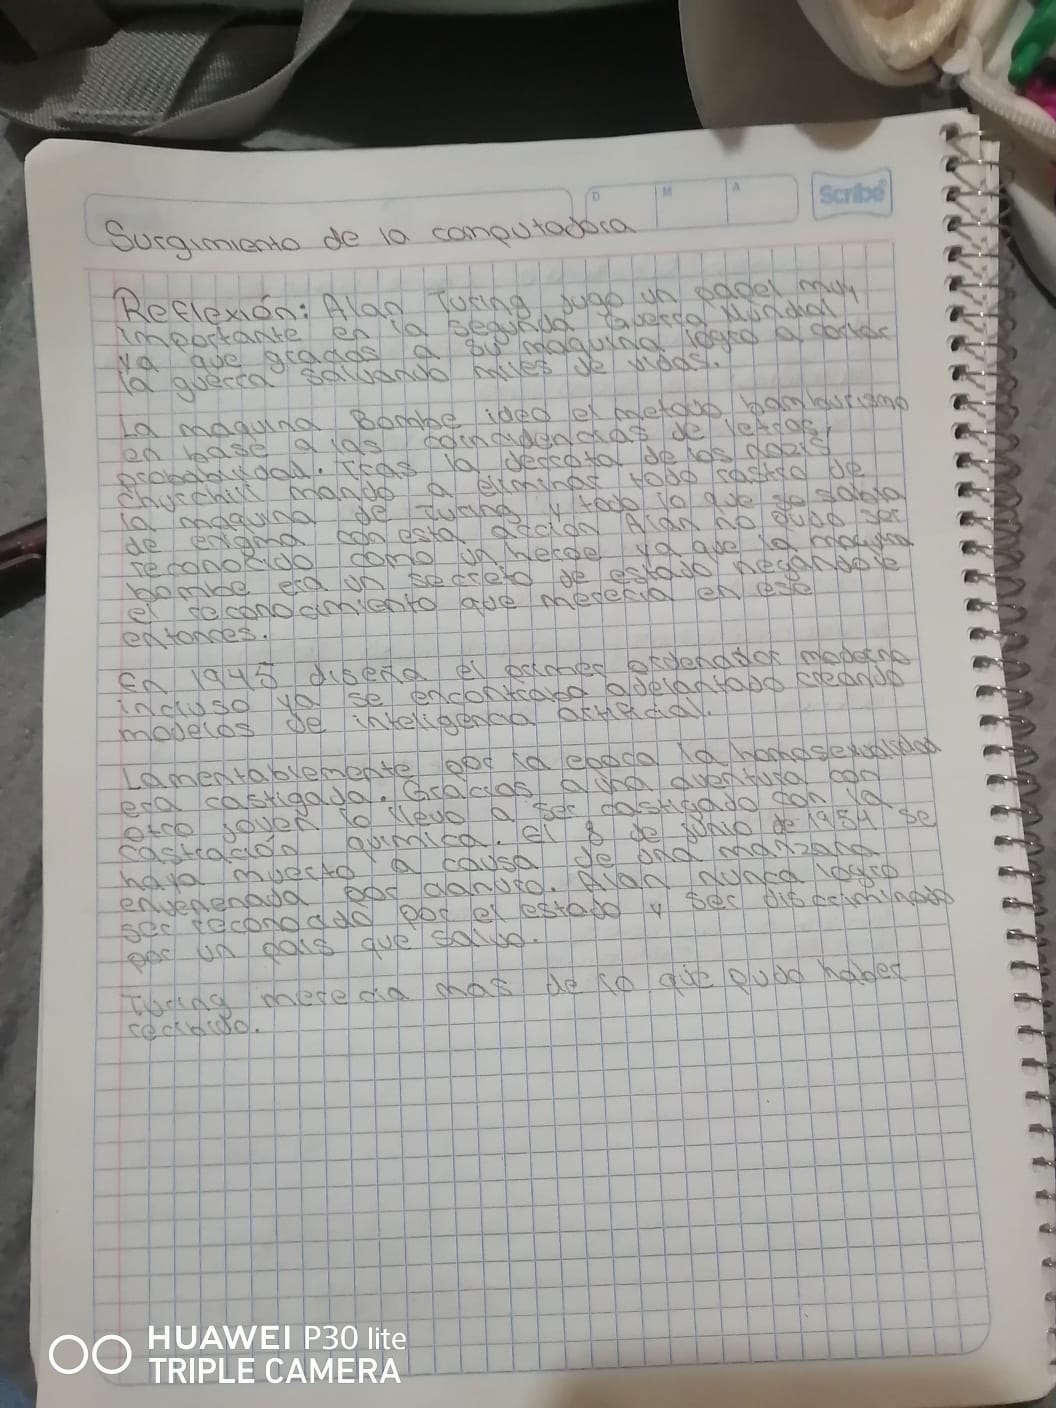 D M A
Scribe
Surgimiento de la computadora
Reflexión: Alan Turing jugo un papel muy
importante en la segunda Guerra Mundial
ya que gracias a su maquina logro a
la guerra salvando miles de vidas.
La maquina Bombe ideo el metodo bamburismo
en base a las coincidencias de letras,
probabilidad. Tras la derrota de los nazis
Churchill mando a eliminar todo rastro de
la maquina de Turing y todo lo que se sabia
de enigma con esta accion Alan no pudo ser
reconocido como un heroe ya que la maquina
bombe era un secreto de estado negandole
el reconocimiento que merecia en ese
entonces.
En 1945 diseña el primer ordenador moderno
incluso ya se encontraba adelantado creando
modelos de inteligencia artificial.
Lamentablemente por la epoca la homosexualidad
era castigada. Gracias a una aventura con
otro joven lo llevo a ser castigado con la
castración quimica. el 8 de Junio de 1954 se
haya muerto a causa de una manzana
envenenada por cianuro. Alan nunca logro
ser reconocido por el estado y ser discriminado
por un pais que salvo.
Turing merecia mas de lo que pudo haber
recibido.
HUAWEI P30 lite
TRIPLE CAMERA